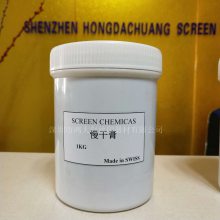 SHENZHEN HONGDACHUANG SCREEN
SCREEN CHEMICAS
慢干膏
1KG
Made in SWISS